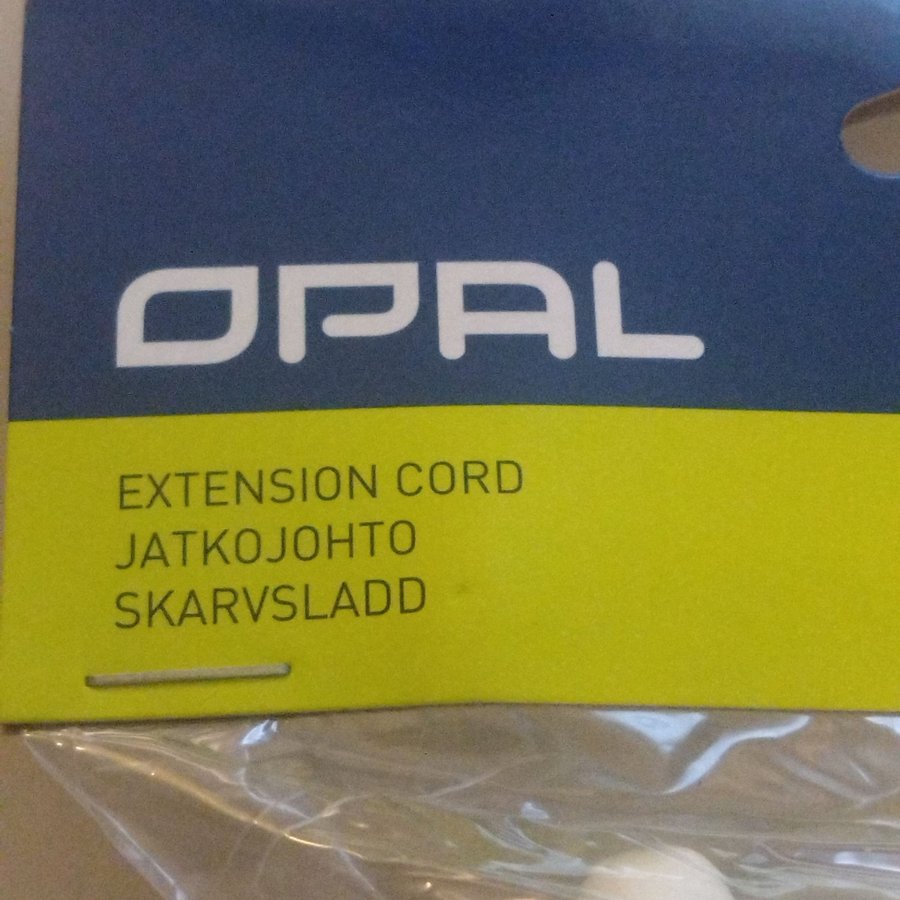 OPAL
EXTENSION CORD
JATKOJOHTO
SKARVSLADD